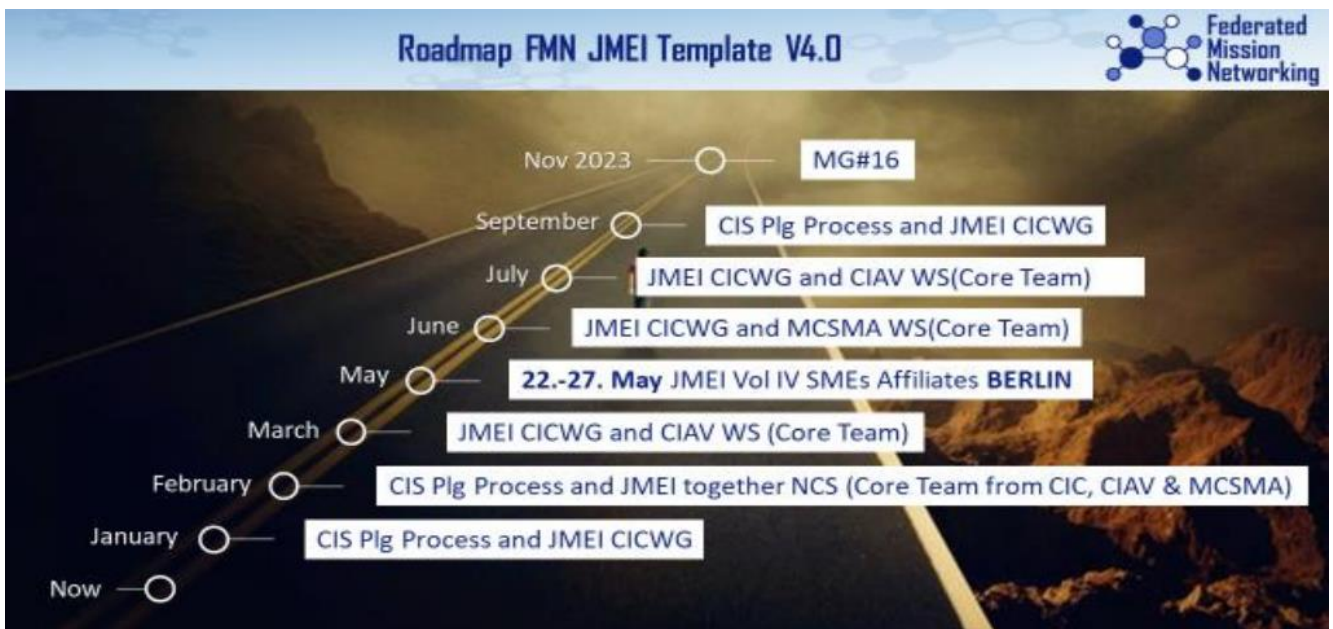 Roadmap FMN JMEI Template V4.0
Federated
Mission
Networking
Nov 2023 MG#16
September CIS Plg Process and JMEI CICWG
July JMEI CICWG and CIAV WS(Core Team)
June JMEI CICWG and MCSMA WS(Core Team)
May 22.-27. May JMEI Vol IV SMEs Affiliates BERLIN
March JMEI CICWG and CIAV WS (Core Team)
February CIS Plg Process and JMEI together NCS (Core Team from CIC, CIAV & MCSMA)
January CIS Plg Process and JMEI CICWG
Now